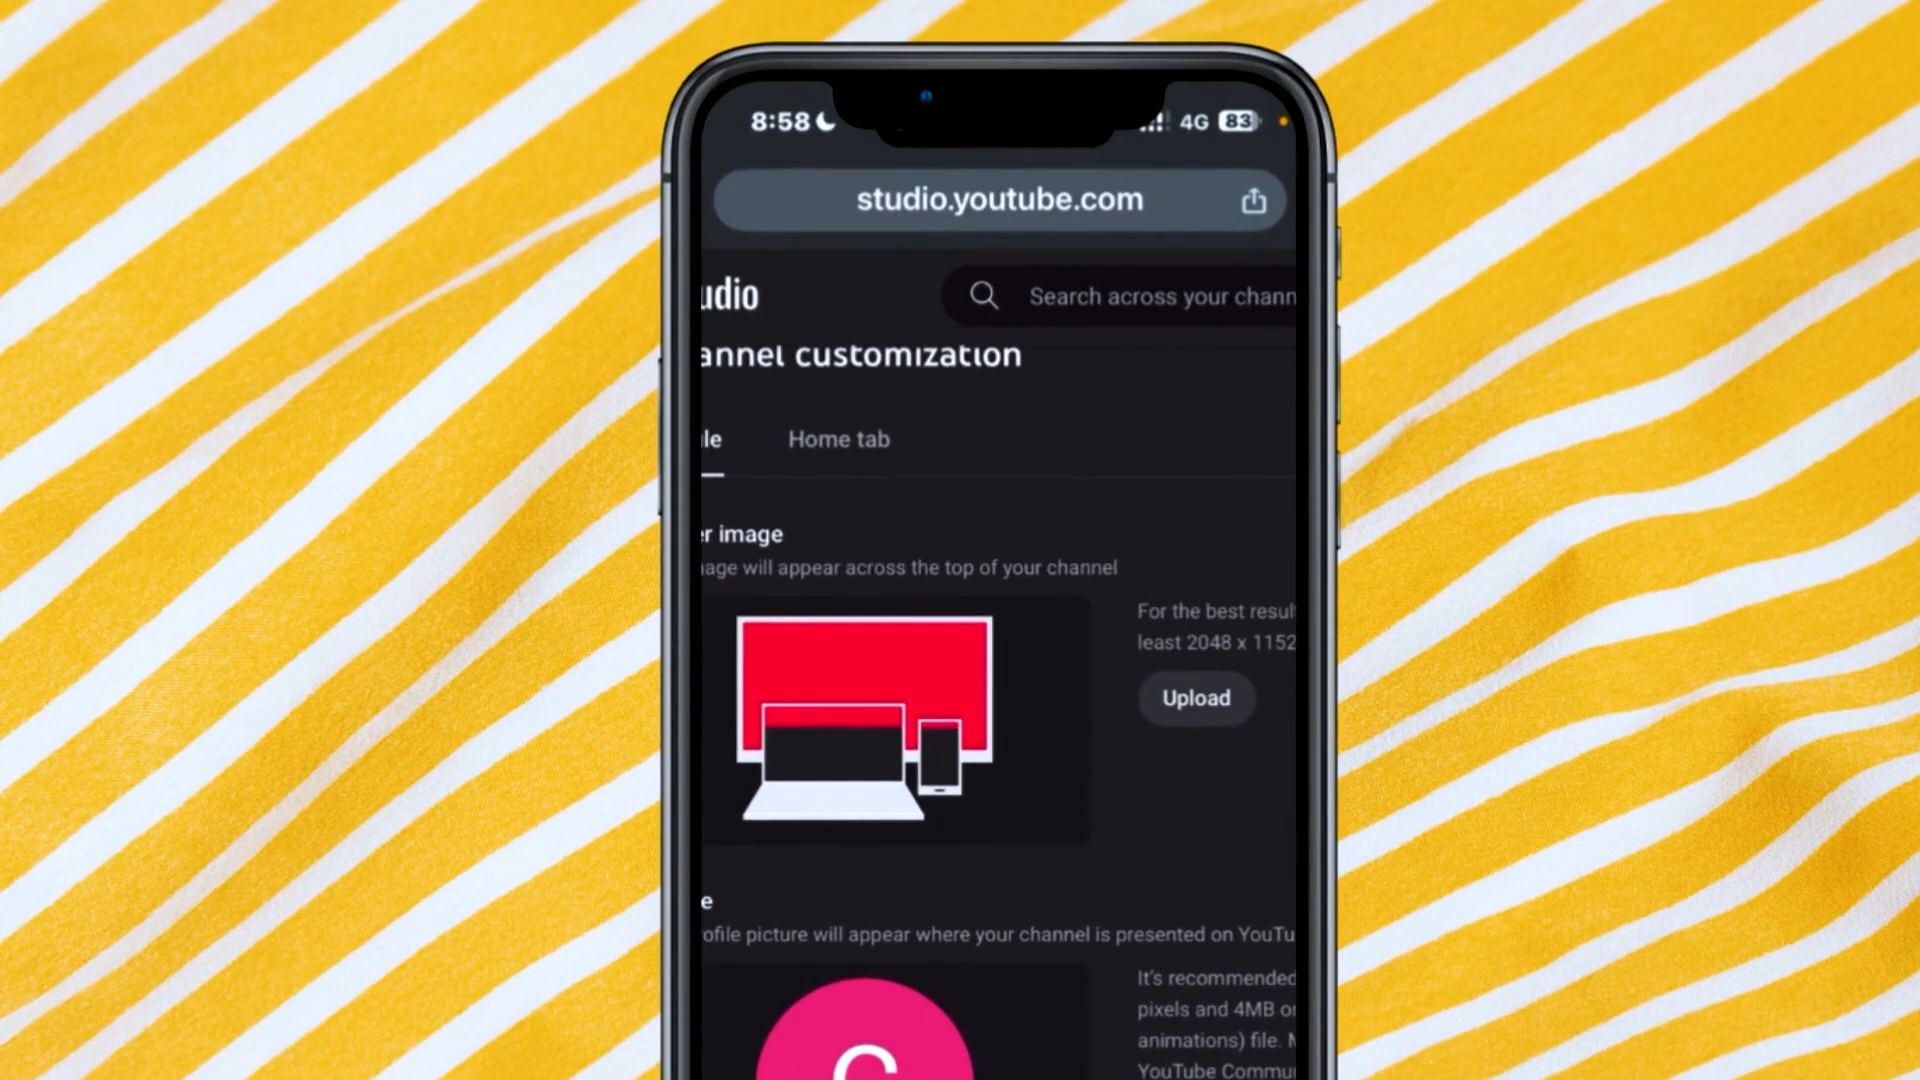 8:58
4G 83
studio.youtube.com
udio
Search across your chann
annel customization
le
Home tab
er image
age will appear across the top of your channel
For the best resul
least 2048 x 1152
Upload
e
ofile picture will appear where your channel is presented on YouTu
It's recommended
pixels and 4MB or
animations) file. M
YouTube Commu
C